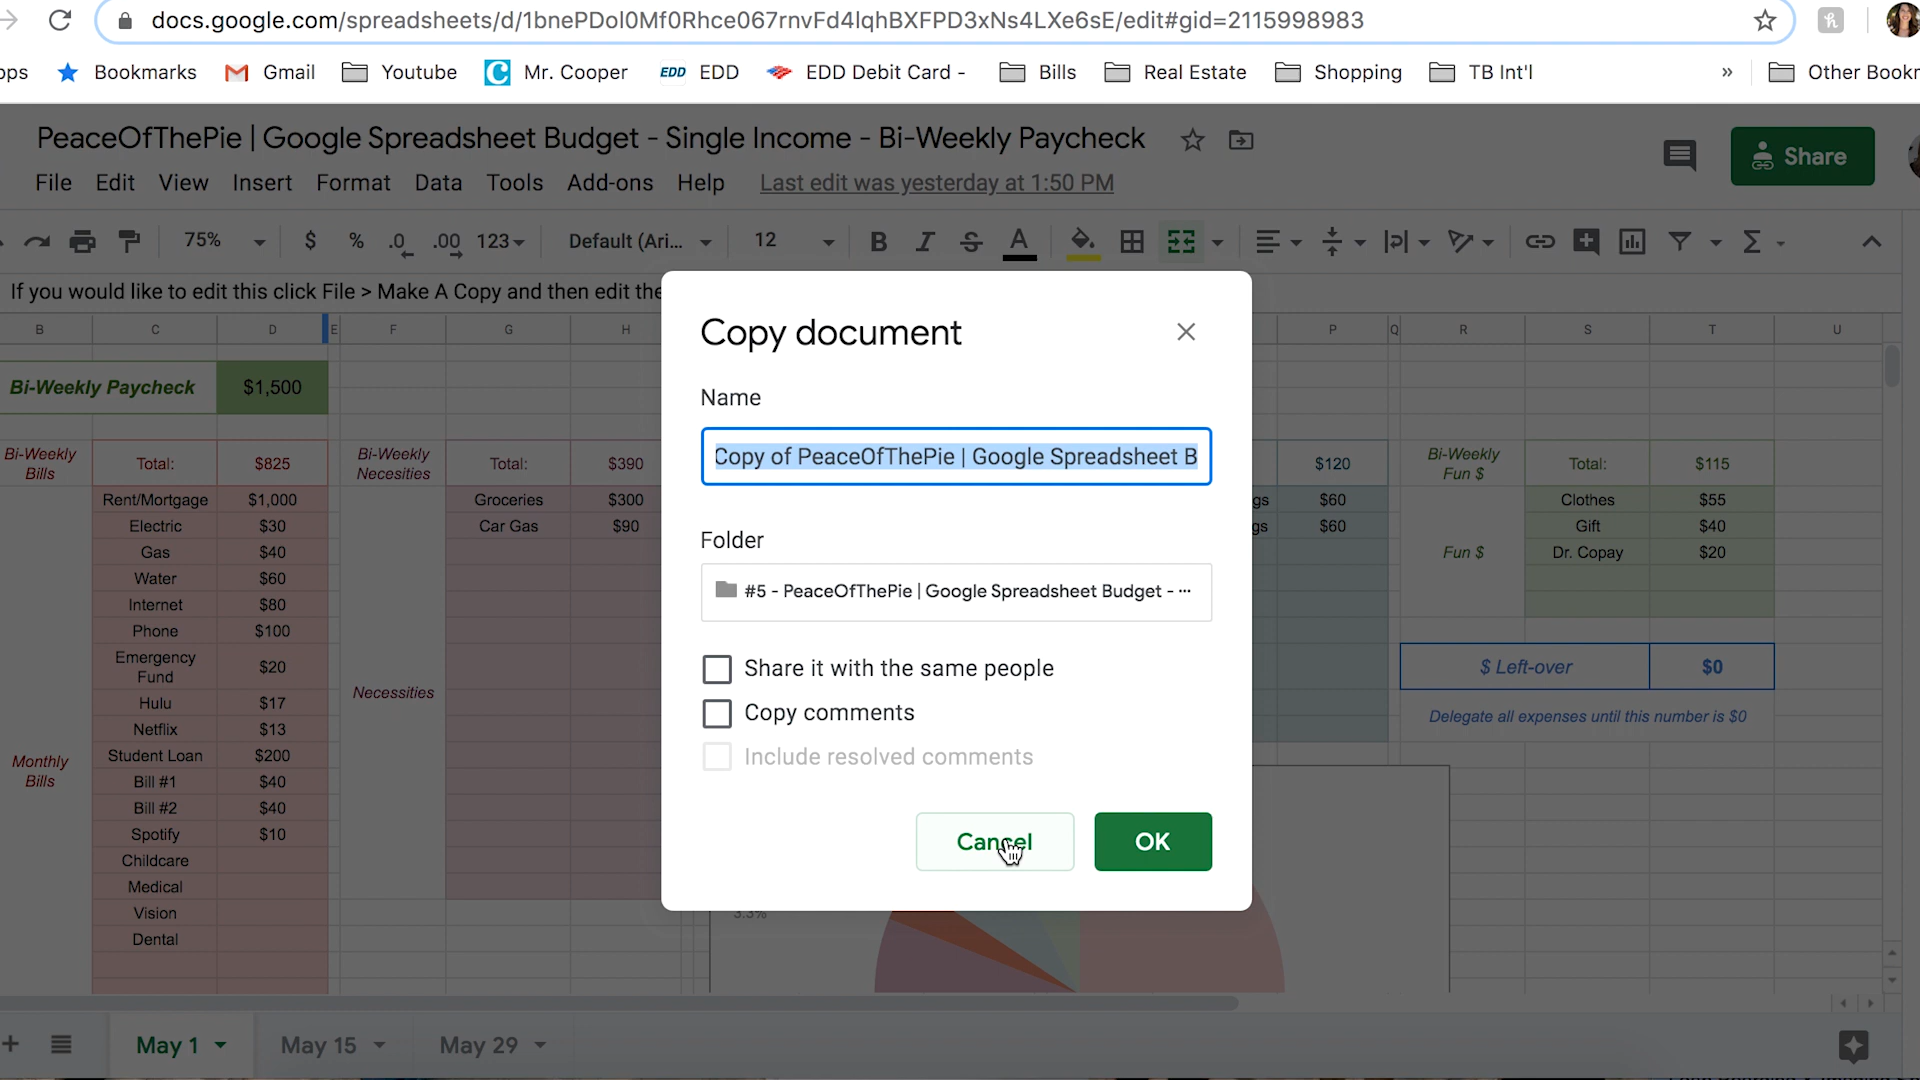 docs.google.com/spreadsheets/d/1bnePDol0Mf0Rhce067rnvFd4lqhBXFPD3xNs4LXe6sE/edit#gid=2115998983
Bookmarks Gmail Youtube Mr. Cooper EDD EDD EDD Debit Card - Bills Real Estate Shopping TB Int'l » Other Bookr
PeaceOfThePie | Google Spreadsheet Budget - Single Income - Bi-Weekly Paycheck
Share
File Edit View Insert Format Data Tools Add-ons Help Last edit was yesterday at 1:50 PM
75% $ % .0 .00 123 Default (Ari... 12 B I S A
If you would like to edit this click File > Make A Copy and then edit the
B C D E F G H P Q R S T U
Bi-Weekly Paycheck $1,500
Bi-Weekly Bills Total: $825 Bi-Weekly Necesities Total: $390 $120 Bi-Weekly Fun $ Total: $115
Rent/Mortgage $1,000 Groceries $300 gs $60 Clothes $55
Electric $30 Car Gas $90 gs $60 Gift $40
Gas $40 Fun $ Dr. Copay $20
Water $60
Internet $80
Phone $100
Emergency Fund $20 Necessities $ Left-over $0
Hulu $17 Delegate all expenses until this number is $0
Netflix $13
Monthly Bills
Student Loan $200
Bill #1 $40
Bill #2 $40
Spotify $10
Childcare
Medical
Vision
Dental
3.3%
Copy document
Name
Copy of PeaceOfThePie | Google Spreadsheet B
Folder
#5 - PeaceOfThePie | Google Spreadsheet Budget - ...
Share it with the same people
Copy comments
Include resolved comments
Cancel OK
May 1 May 15 May 29